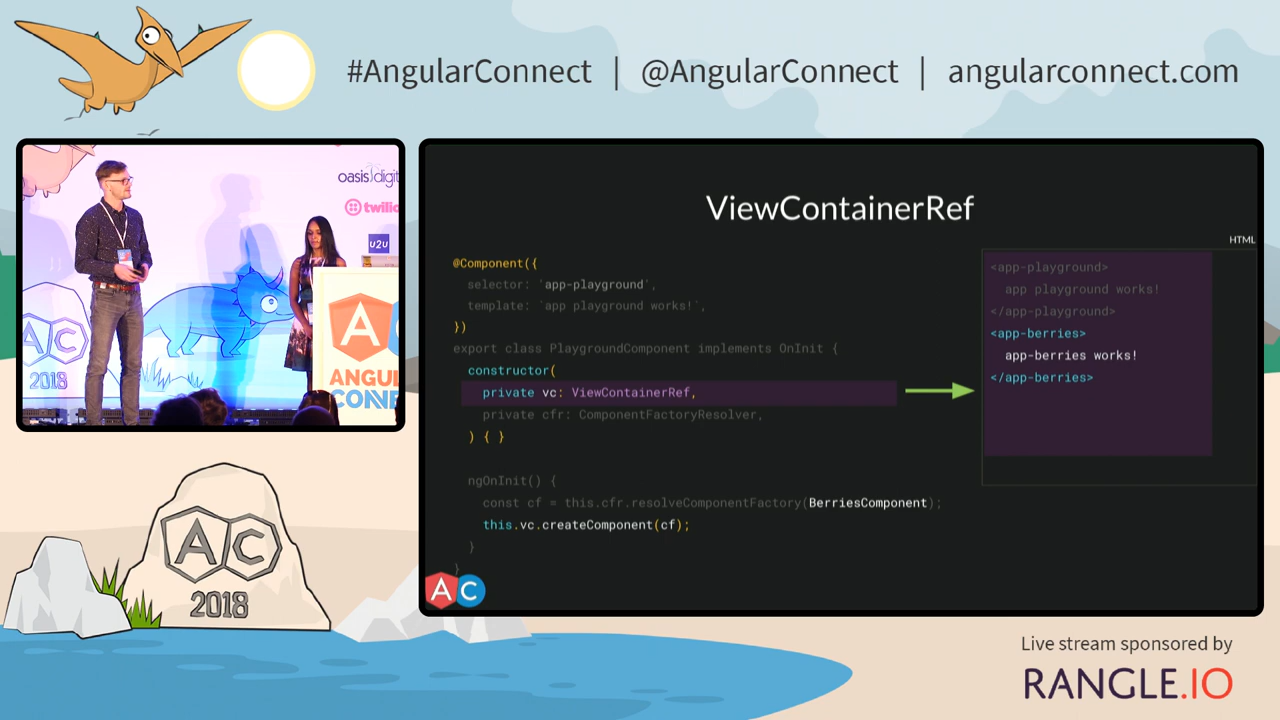 #AngularConnect | @AngularConnect | angularconnect.com
oasis digit
twilio
u2u
AC
2018
A
ANGU
CONNE
ViewContainerRef
HTML
@Component({
selector: `app-playground`,
template: `app playground works!`,
})
export class PlaygroundComponent implements OnInit {
constructor(
private vc: ViewContainerRef,
private cfr: ComponentFactoryResolver,
) { }
ngOnInit() {
const cf = this.cfr.resolveComponentFactory(BerriesComponent);
this.vc.createComponent(cf);
}
}
<app-playground>
app playground works!
</app-playground>
<app-berries>
app-berries works!
</app-berries>
AC
AC
2018
Live stream sponsored by
RANGLE.IO